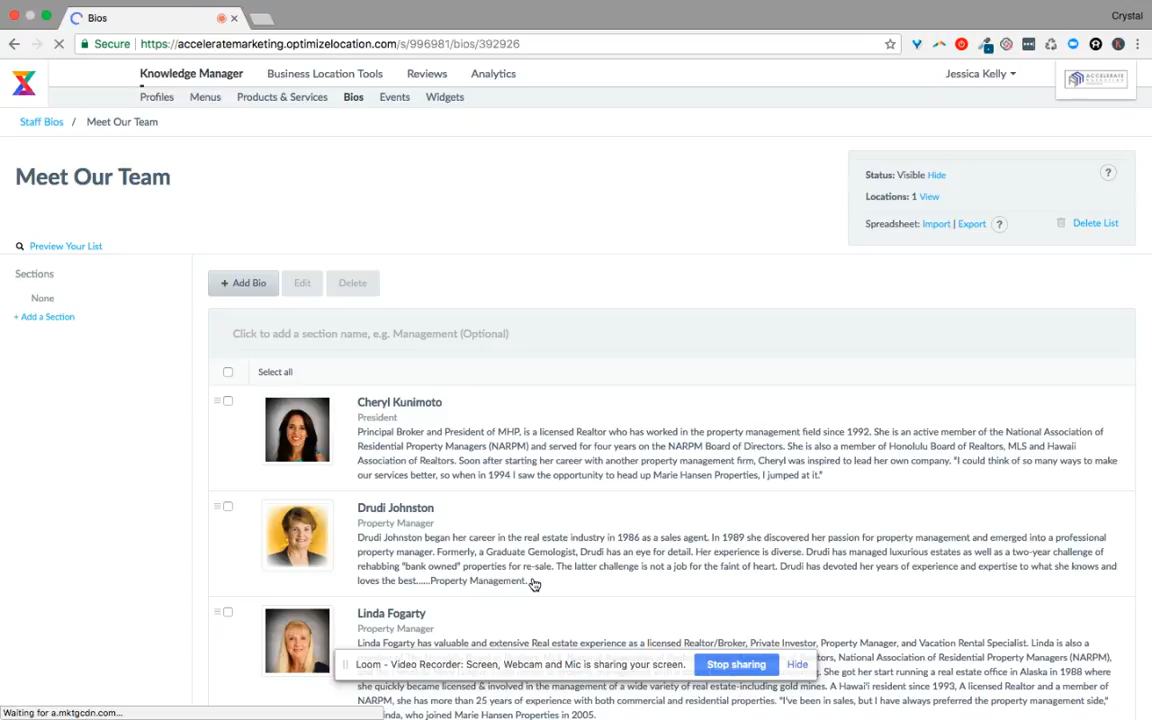 Bios
Crystal
Secure
https://acceleratemarketing.optimizelocation.com/s/996981/bios/392926
Knowledge Manager
Business Location Tools
Reviews
Analytics
Jessica Kelly
ACCELERATE
Profiles
Menus
Products & Services
Bios
Events
Widgets
Staff Bios / Meet Our Team
Meet Our Team
Status: Visible Hide
?
Locations: 1 View
Spreadsheet: Import | Export ?
Delete List
Preview Your List
Sections
None
+ Add a Section
+ Add Bio
Edit
Delete
Click to add a section name, e.g. Management (Optional)
Select all
Cheryl Kunimoto
President
Principal Broker and President of MHP, is a licensed Realtor who has worked in the property management field since 1992. She is an active member of the National Association of
Residential Property Managers (NARPM) and served for four years on the NARPM Board of Directors. She is also a member of Honolulu Board of Realtors, MLS and Hawaii
Association of Realtors. Soon after starting her career with another property management firm, Cheryl was inspired to lead her own company. "I could think of so many ways to make
our services better, so when in 1994 I saw the opportunity to head up Marie Hansen Properties, I jumped at it."
Drudi Johnston
Property Manager
Drudi Johnston began her career in the real estate industry in 1986 as a sales agent. In 1989 she discovered her passion for property management and emerged into a professional
property manager. Formerly, a Graduate Gemologist, Drudi has an eye for detail. Her experience is diverse. Drudi has managed luxurious estates as well as a two-year challenge of
rehabbing "bank owned" properties for re-sale. The latter challenge is not a job for the faint of heart. Drudi has devoted her years of experience and expertise to what she knows and
loves the best......Property Management.
Linda Fogarty
Property Manager
Linda Fogarty has valuable and extensive Real estate experience as a licensed Realtor/Broker, Private Investor, Property Manager, and Vacation Rental Specialist. Linda is also a
Realtors, National Association of Residential Property Managers (NARPM),
and . She got her start running a real estate office in Alaska in 1988 where
she quickly became licensed & involved in the management of a wide variety of real estate-including gold mines. A Hawai'i resident since 1993, A licensed Realtor and a member of
NARPM, she has more than 25 years of experience with both commercial and residential properties. "I've been in sales, but I have always preferred the property management side,"
nda, who joined Marie Hansen Properties in 2005.
Loom - Video Recorder: Screen, Webcam and Mic is sharing your screen.
Stop sharing
Hide
Waiting for a.mktgcdn.com...